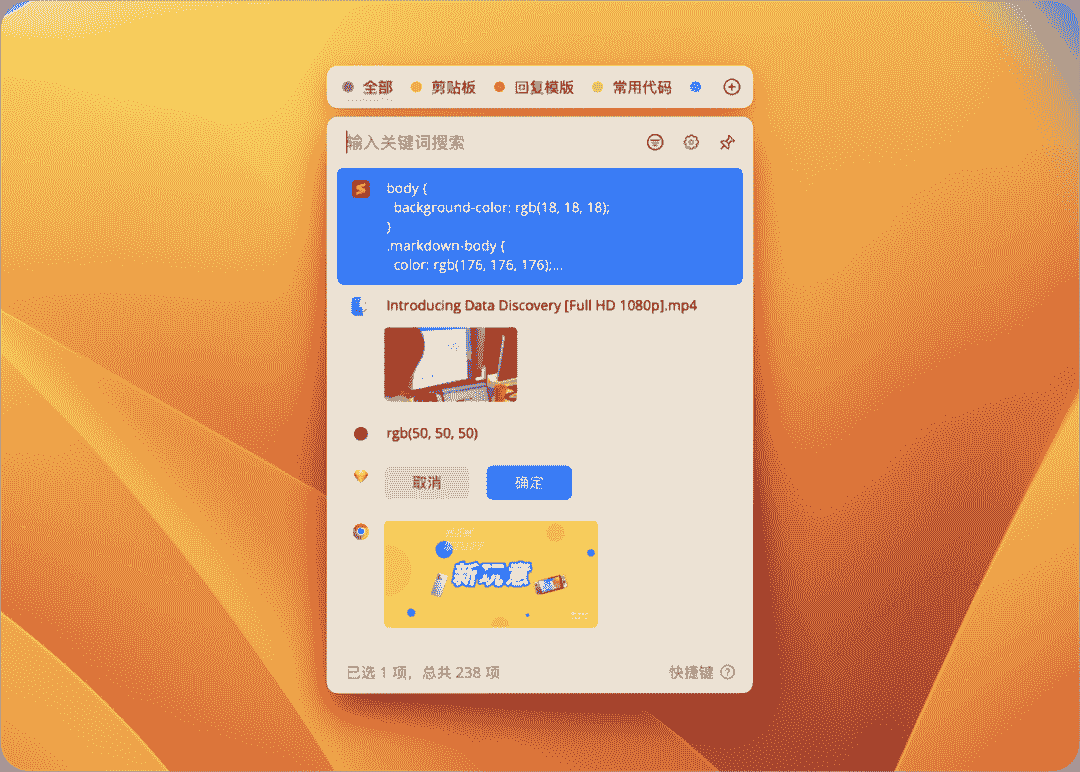 全部 剪贴板 回复模版 常用代码
输入关键词搜索
body {
background-color: rgb(18, 18, 18);
}
.markdown-body {
color: rgb(176, 176, 176);...
Introducing Data Discovery [Full HD 1080p].mp4
rgb(50, 50, 50)
取消 确定
新玩意
已选 1 项，总共 238 项 快捷键